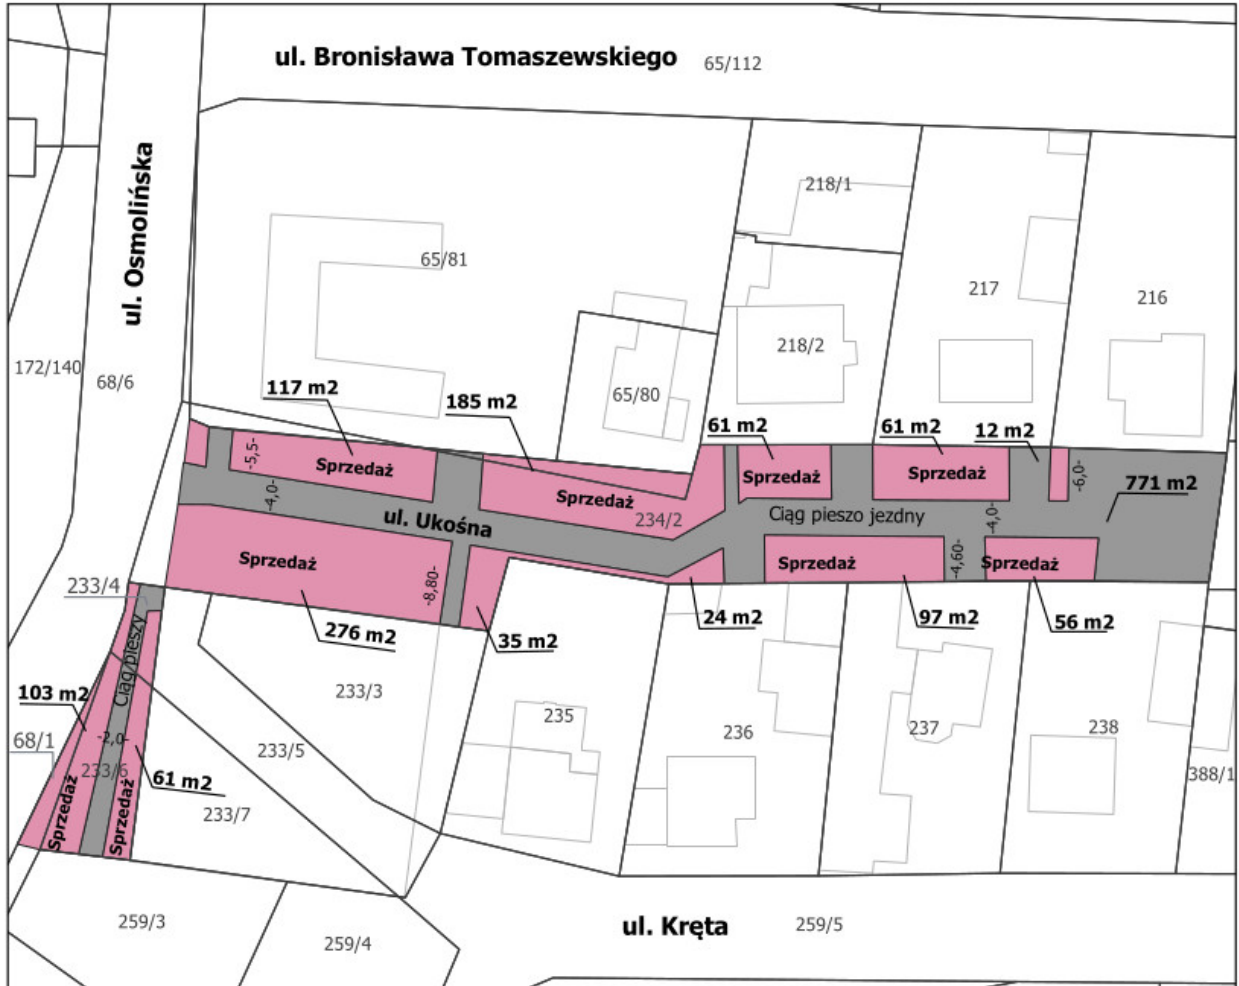 ul. Bronisława Tomaszewskiego
65/112
ul. Osmolińska
218/1
65/81
217
216
218/2
172/140
68/6
65/80
117 m2
185 m2
61 m2
61 m2
12 m2
-5,5-
Sprzedaż
Sprzedaż
Sprzedaż
-6,0-
771 m2
-4,0-
Sprzedaż
234/2
Ciąg pieszo jezdny
-4,0-
ul. Ukośna
Sprzedaż
Sprzedaż
-4,60-
Sprzedaż
-8,80-
233/4
24 m2
97 m2
56 m2
276 m2
35 m2
Ciąg pieszy
103 m2
233/3
235
236
237
238
68/1
-2,0-
233/5
233/6
61 m2
388/1
Sprzedaż
Sprzedaż
233/7
259/3
259/4
ul. Kręta
259/5